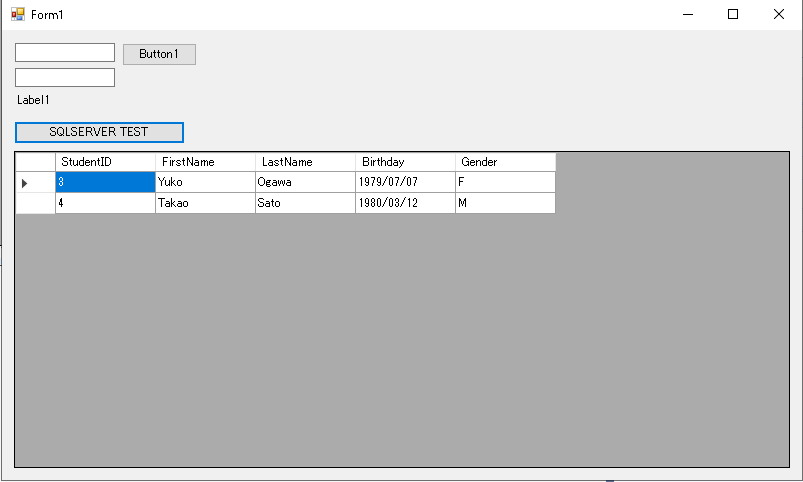 Form1
Button1
Label1
SQLSERVER TEST
StudentID FirstName LastName Birthday Gender
3 Yuko Ogawa 1979/07/07 F
4 Takao Sato 1980/03/12 M